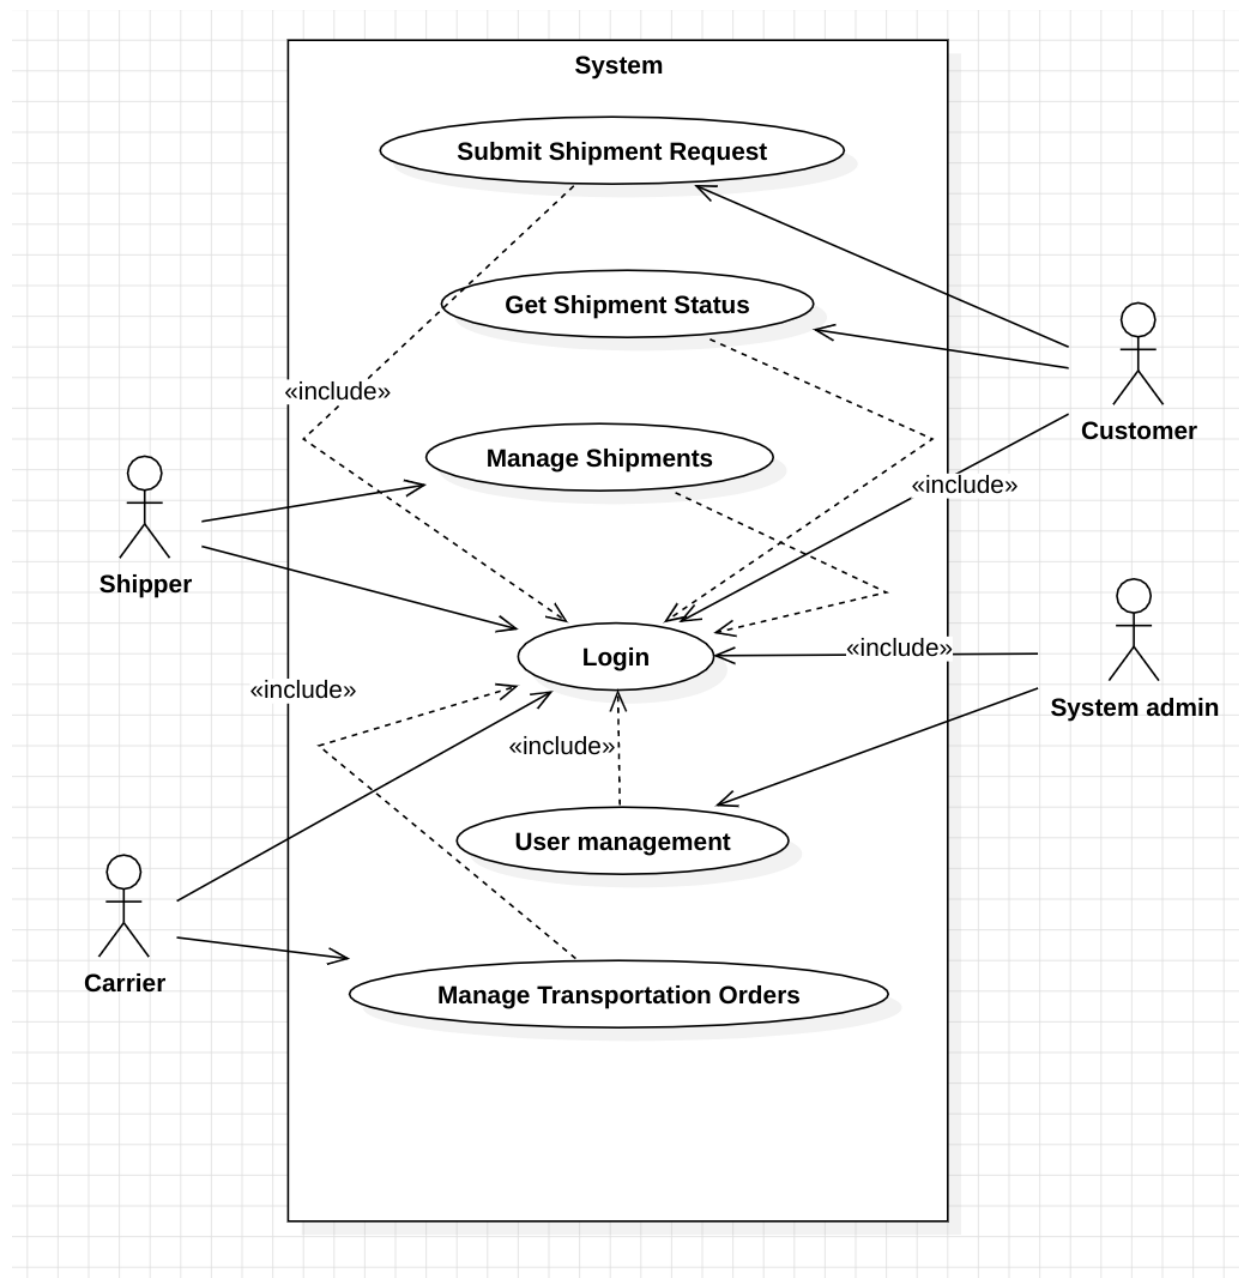 System
Submit Shipment Request
Get Shipment Status
«include»
Customer
Manage Shipments
«include»
Shipper
«include»
Login
«include»
System admin
«include»
User management
Carrier
Manage Transportation Orders